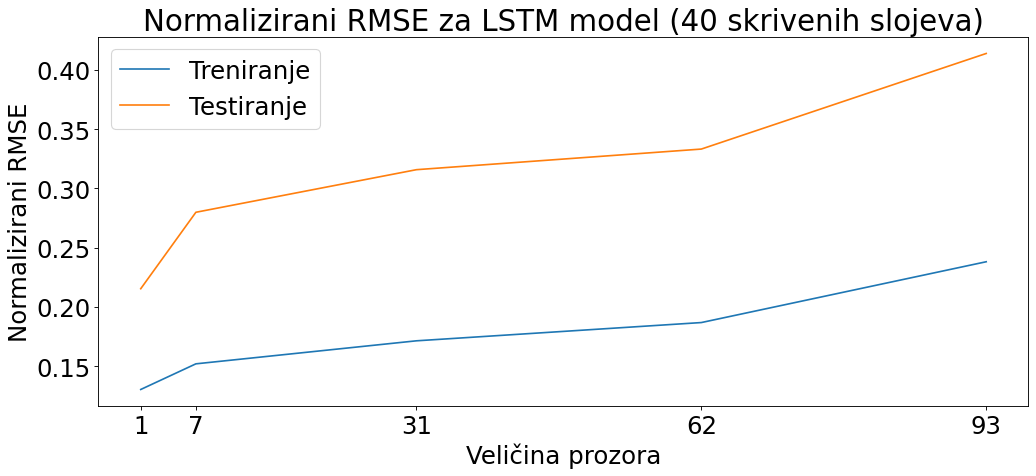 Normalizirani RMSE za LSTM model (40 skrivenih slojeva)
Treniranje
Testiranje
Normalizirani RMSE
0.40
0.35
0.30
0.25
0.20
0.15
1 7 31 62 93
Veličina prozora